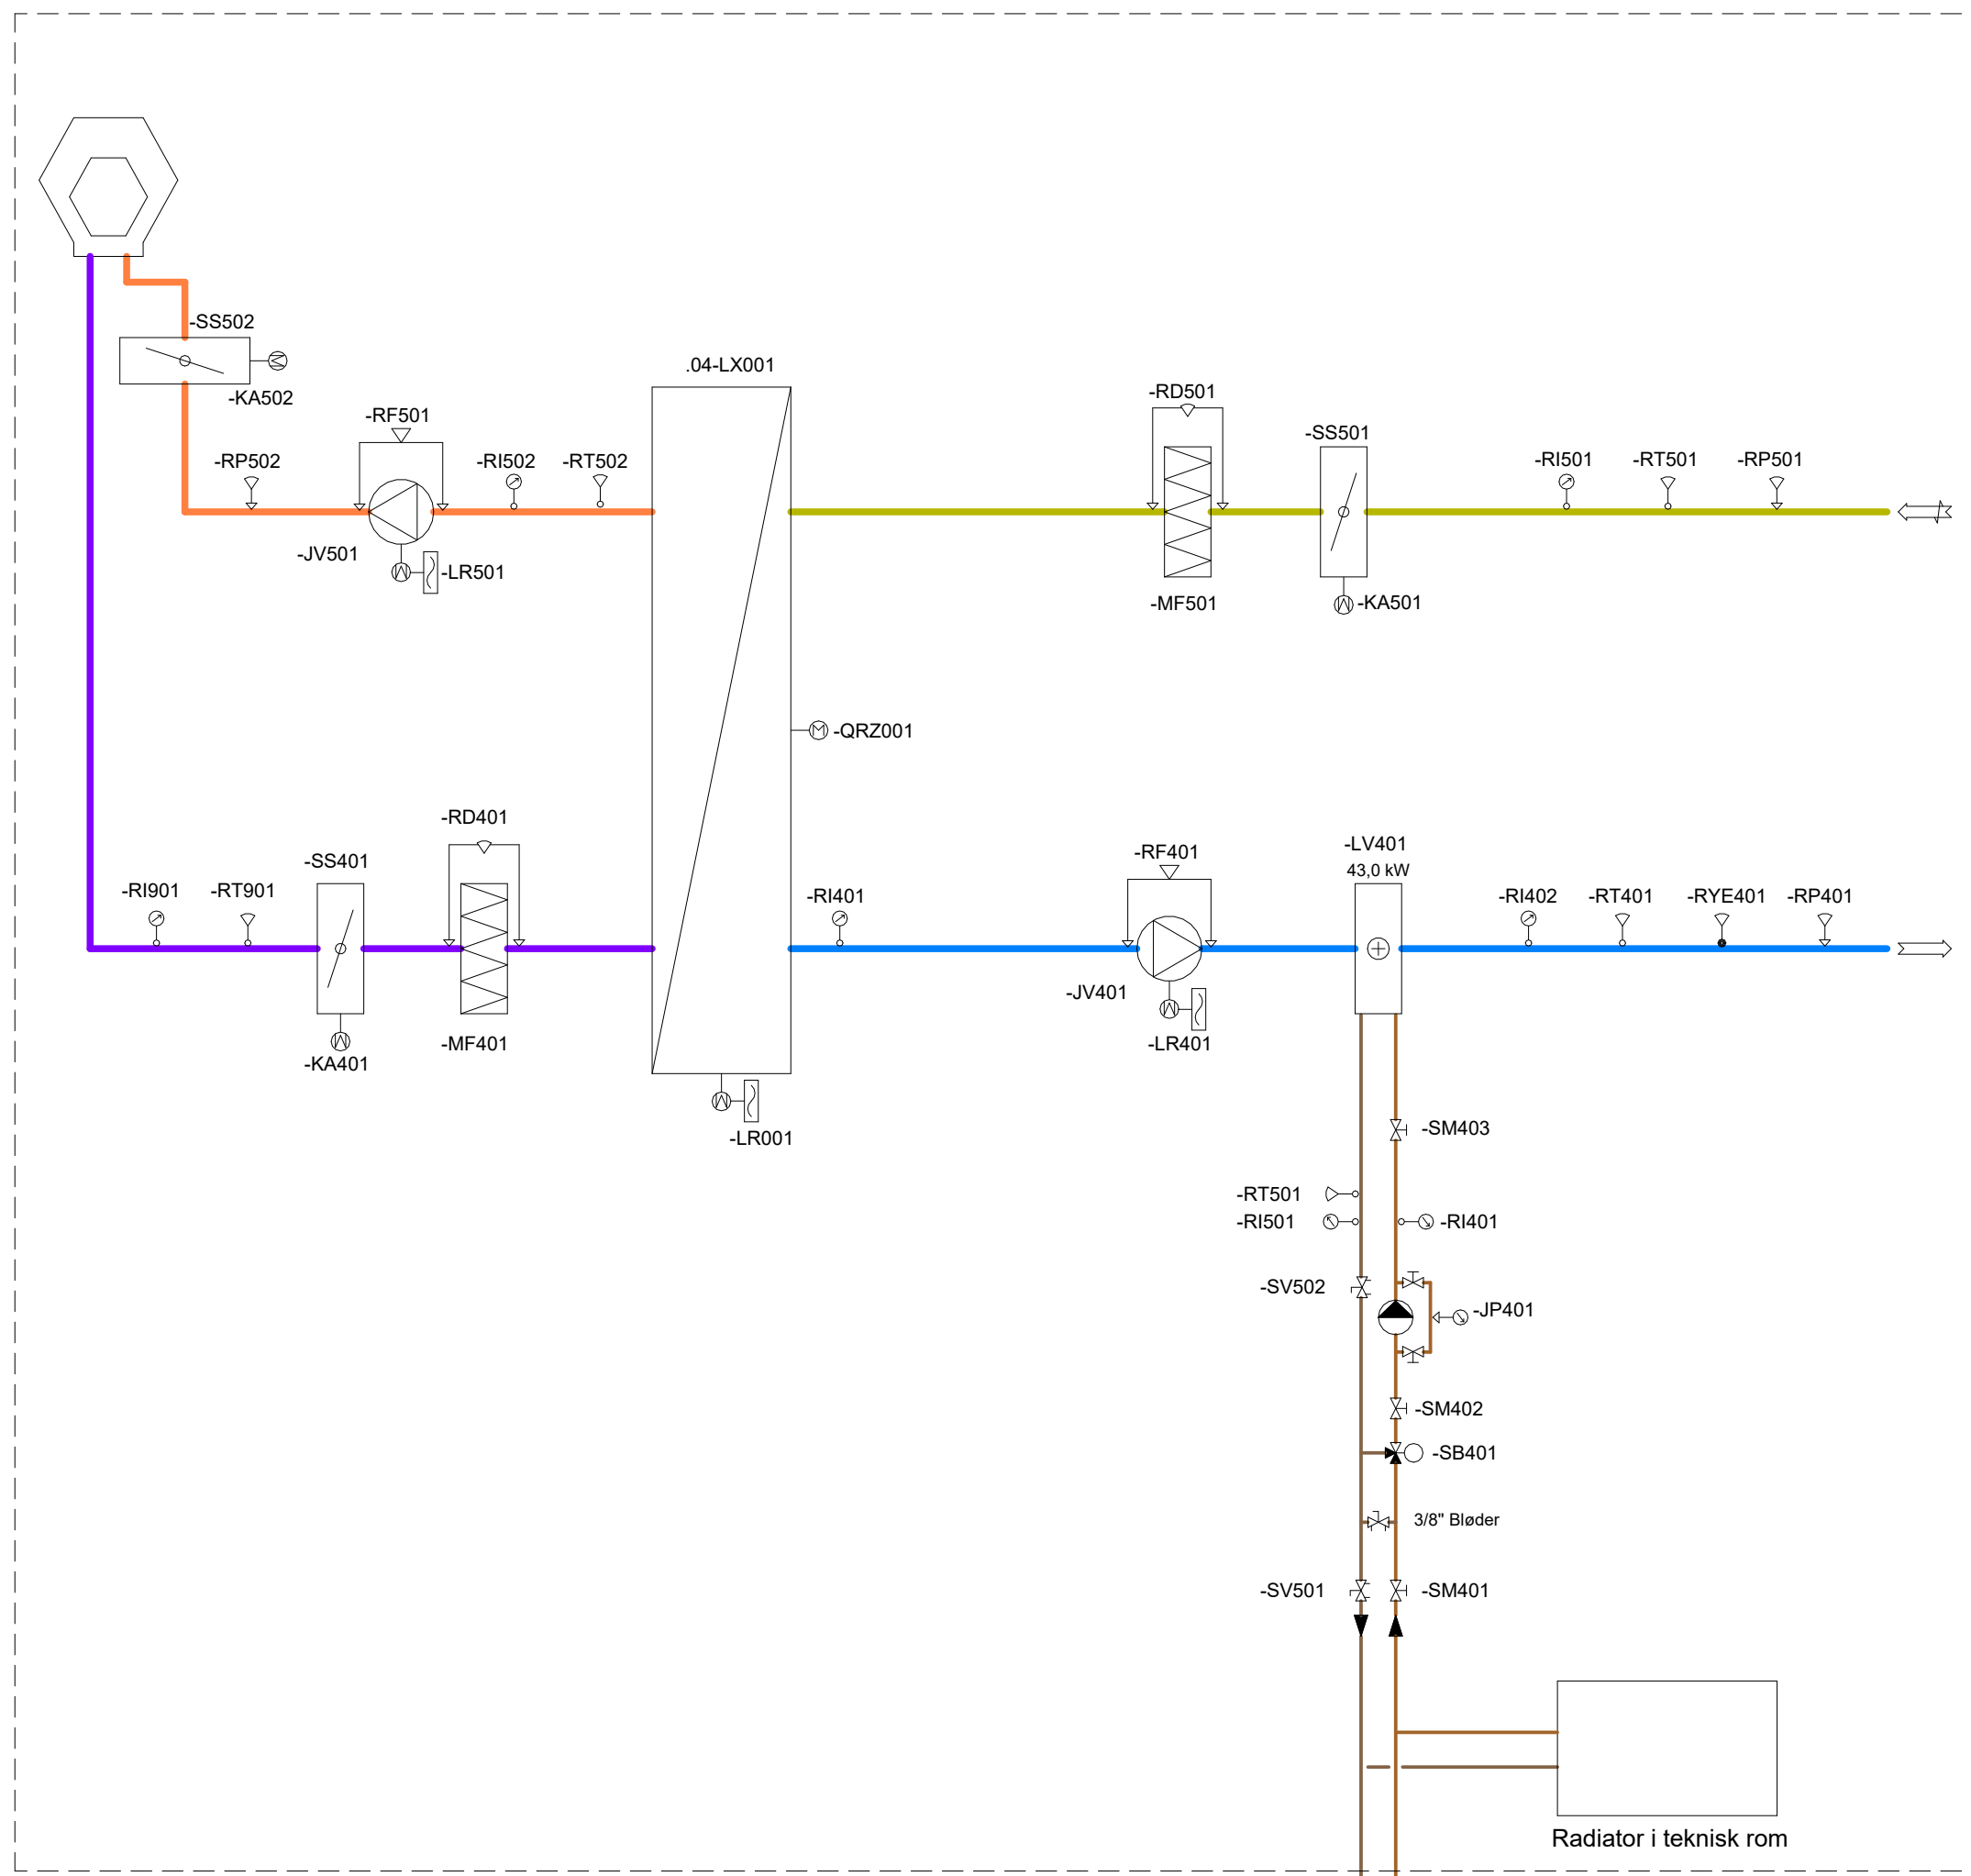 -SS502
-KA502
.04-LX001
-RF501
-RP502
-RI502
-RT502
-JV501
-LR501
-RD501
-SS501
-RI501
-RT501
-RP501
-MF501
-KA501
-QRZ001
-RD401
-SS401
-RI901
-RT901
-KA401
-MF401
-LR001
-RI401
-RF401
-LV401
43,0 kW
-RI402
-RT401
-RYE401
-RP401
-JV401
-LR401
-SM403
-RT501
-RI501
-RI401
-SV502
-JP401
-SM402
-SB401
3/8" Bløder
-SV501
-SM401
Radiator i teknisk rom